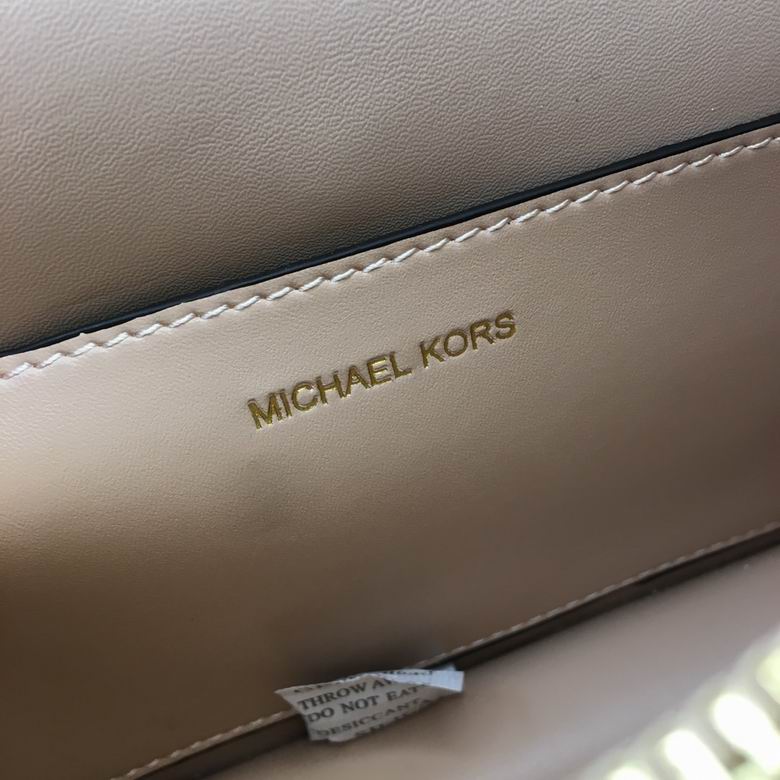 MICHAEL KORS
THROW A
DO NOT EAT
DESICCANT